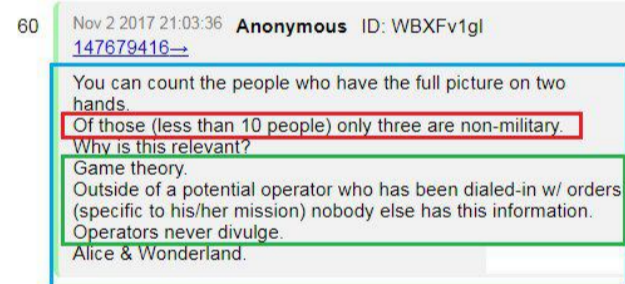 60 Nov 2 2017 21:03:36 Anonymous ID: WBXFv1gI
147679416→
You can count the people who have the full picture on two
hands.
Of those (less than 10 people) only three are non-military.
Why is this relevant?
Game theory.
Outside of a potential operator who has been dialed-in w/ orders
(specific to his/her mission) nobody else has this information.
Operators never divulge.
Alice & Wonderland.